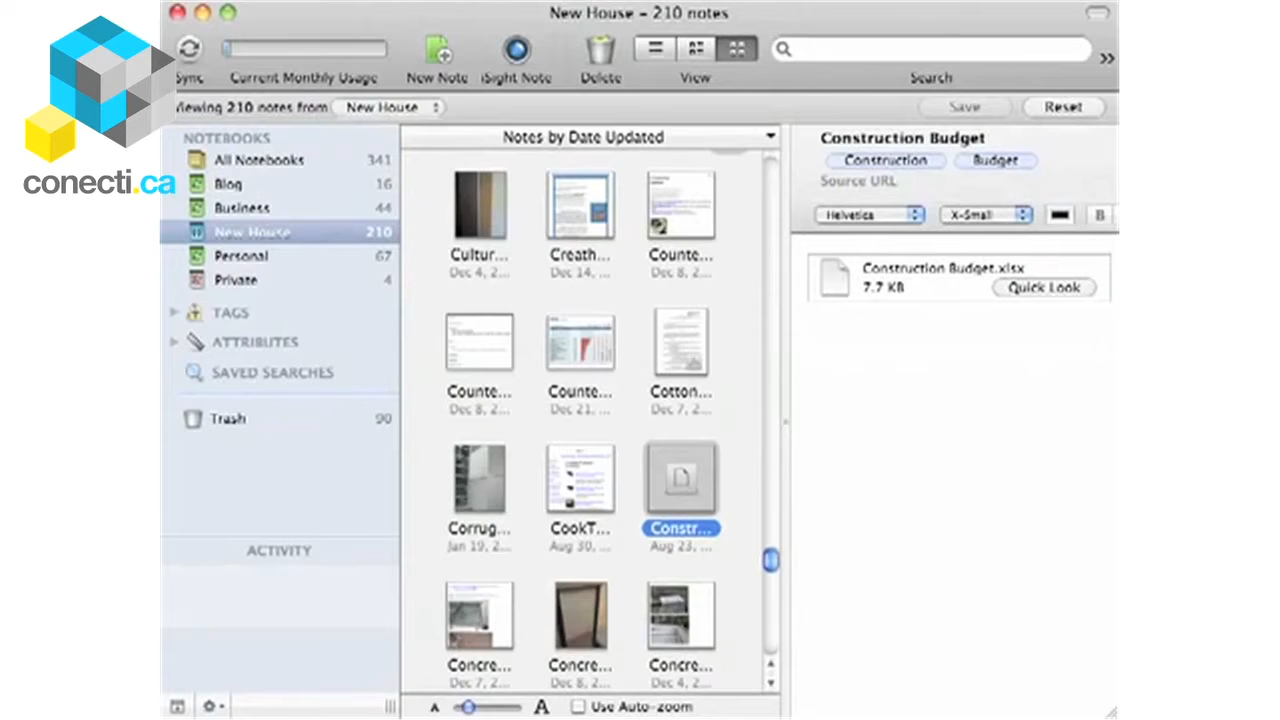 New House – 210 notes
Sync
Current Monthly Usage
New Note
iSight Note
Delete
View
Search
Viewing 210 notes from
New House
Save
Reset
conecti.ca
NOTEBOOKS
All Notebooks 341
Blog 16
Business 44
New House 210
Personal 67
Private 4
TAGS
ATTRIBUTES
SAVED SEARCHES
Trash 90
ACTIVITY
Notes by Date Updated
Cultur... Creath... Counte...
Dec 4, 2... Dec 14, ... Dec 8, 2...
Counte... Counte... Cotton...
Dec 8, 2... Dec 21, ... Dec 7, 2...
Corrug... CookT... Constr...
Jan 19, 2... Aug 30, ... Aug 23, ...
Concre... Concre... Concre...
Dec 7, 2... Dec 8, 2... Dec 4, 2...
A A Use Auto-zoom
Construction Budget
Construction Budget
Source URL
Helvetica X-Small B
Construction Budget.xlsx
7.7 KB Quick Look